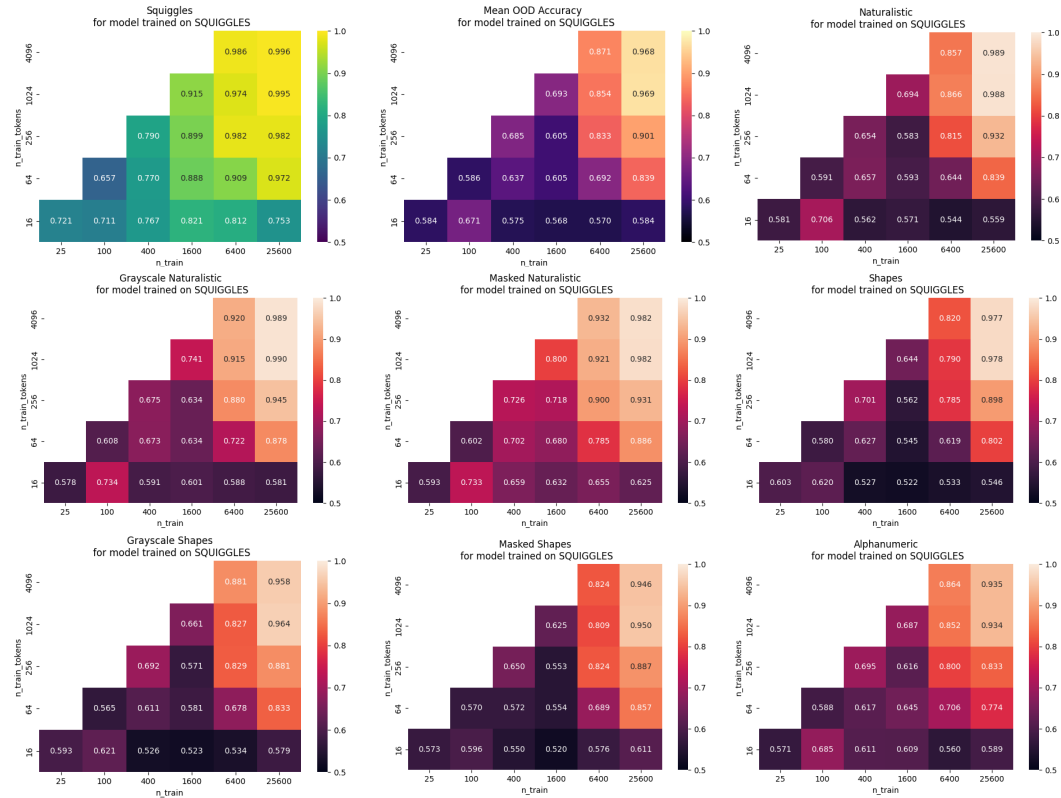 Squiggles
for model trained on SQUIGGLES
n_train_tokens
4096
1024
256
64
16
0.986 0.996
0.915 0.974 0.995
0.790 0.899 0.982 0.982
0.657 0.770 0.888 0.909 0.972
0.721 0.711 0.767 0.821 0.812 0.753
25 100 400 1600 6400 25600
n_train
1.0
0.9
0.8
0.7
0.6
0.5
Mean OOD Accuracy
for model trained on SQUIGGLES
n_train_tokens
4096
1024
256
64
16
0.871 0.968
0.693 0.854 0.969
0.685 0.605 0.833 0.901
0.586 0.637 0.605 0.692 0.839
0.584 0.671 0.575 0.568 0.570 0.584
25 100 400 1600 6400 25600
n_train
1.0
0.9
0.8
0.7
0.6
0.5
Naturalistic
for model trained on SQUIGGLES
n_train_tokens
4096
1024
256
64
16
0.857 0.989
0.694 0.866 0.988
0.654 0.583 0.815 0.932
0.591 0.657 0.593 0.644 0.839
0.581 0.706 0.562 0.571 0.544 0.559
25 100 400 1600 6400 25600
n_train
1.0
0.9
0.8
0.7
0.6
0.5
Grayscale Naturalistic
for model trained on SQUIGGLES
n_train_tokens
4096
1024
256
64
16
0.920 0.989
0.741 0.915 0.990
0.675 0.634 0.880 0.945
0.608 0.673 0.634 0.722 0.878
0.578 0.734 0.591 0.601 0.588 0.581
25 100 400 1600 6400 25600
n_train
1.0
0.9
0.8
0.7
0.6
0.5
Masked Naturalistic
for model trained on SQUIGGLES
n_train_tokens
4096
1024
256
64
16
0.932 0.982
0.800 0.921 0.982
0.726 0.718 0.900 0.931
0.602 0.702 0.680 0.785 0.886
0.593 0.733 0.659 0.632 0.655 0.625
25 100 400 1600 6400 25600
n_train
1.0
0.9
0.8
0.7
0.6
0.5
Shapes
for model trained on SQUIGGLES
n_train_tokens
4096
1024
256
64
16
0.820 0.977
0.644 0.790 0.978
0.701 0.562 0.785 0.898
0.580 0.627 0.545 0.619 0.802
0.603 0.620 0.527 0.522 0.533 0.546
25 100 400 1600 6400 25600
n_train
1.0
0.9
0.8
0.7
0.6
0.5
Grayscale Shapes
for model trained on SQUIGGLES
n_train_tokens
4096
1024
256
64
16
0.881 0.958
0.661 0.827 0.964
0.692 0.571 0.829 0.881
0.565 0.611 0.581 0.678 0.833
0.593 0.621 0.526 0.523 0.534 0.579
25 100 400 1600 6400 25600
n_train
1.0
0.9
0.8
0.7
0.6
0.5
Masked Shapes
for model trained on SQUIGGLES
n_train_tokens
4096
1024
256
64
16
0.824 0.946
0.625 0.809 0.950
0.650 0.553 0.824 0.887
0.570 0.572 0.554 0.689 0.857
0.573 0.596 0.550 0.520 0.576 0.611
25 100 400 1600 6400 25600
n_train
1.0
0.9
0.8
0.7
0.6
0.5
Alphanumeric
for model trained on SQUIGGLES
n_train_tokens
4096
1024
256
64
16
0.864 0.935
0.687 0.852 0.934
0.695 0.616 0.800 0.833
0.588 0.617 0.645 0.706 0.774
0.571 0.685 0.611 0.609 0.560 0.589
25 100 400 1600 6400 25600
n_train
1.0
0.9
0.8
0.7
0.6
0.5